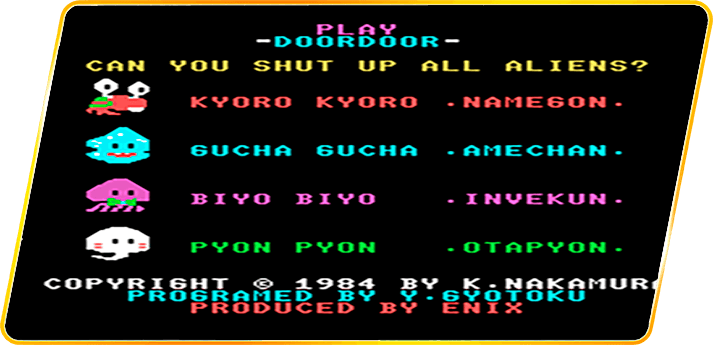 PLAY
-DOORDOOR-
CAN YOU SHUT UP ALL ALIENS?
KYORO KYORO .NAMEGON.
GUCHA GUCHA .AMECHAN.
BIYO BIYO .INVEKUN.
PYON PYON .OTAPYON.
COPYRIGHT © 1984 BY K.NAKAMURA
PROGRAMED BY Y.GYOTOKU
PRODUCED BY ENIX